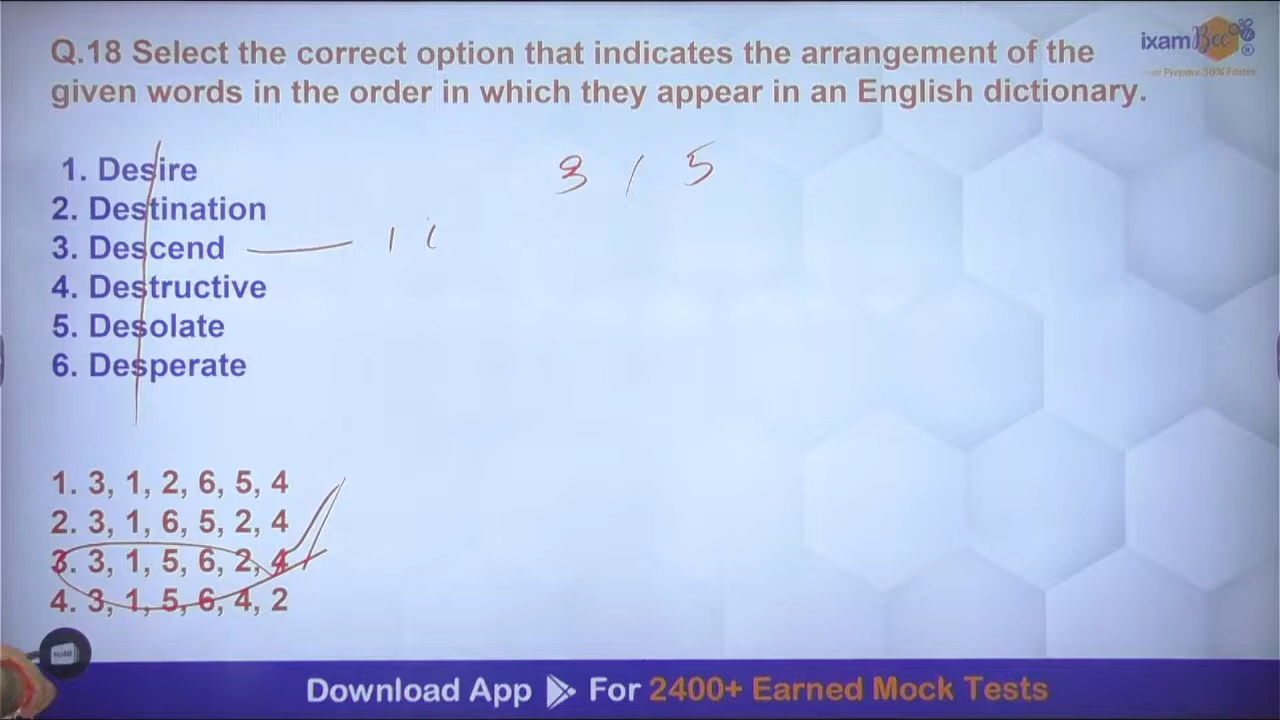 Q.18 Select the correct option that indicates the arrangement of the
ixamBee
given words in the order in which they appear in an English dictionary.
Prepare 50% Faster
1. Desire
3 1 5
2. Destination
3. Descend
4. Destructive
5. Desolate
6. Desperate
1. 3, 1, 2, 6, 5, 4
2. 3, 1, 6, 5, 2, 4
3. 3, 1, 5, 6, 2, 4
4. 3, 1, 5, 6, 4, 2
Download App For 2400+ Earned Mock Tests